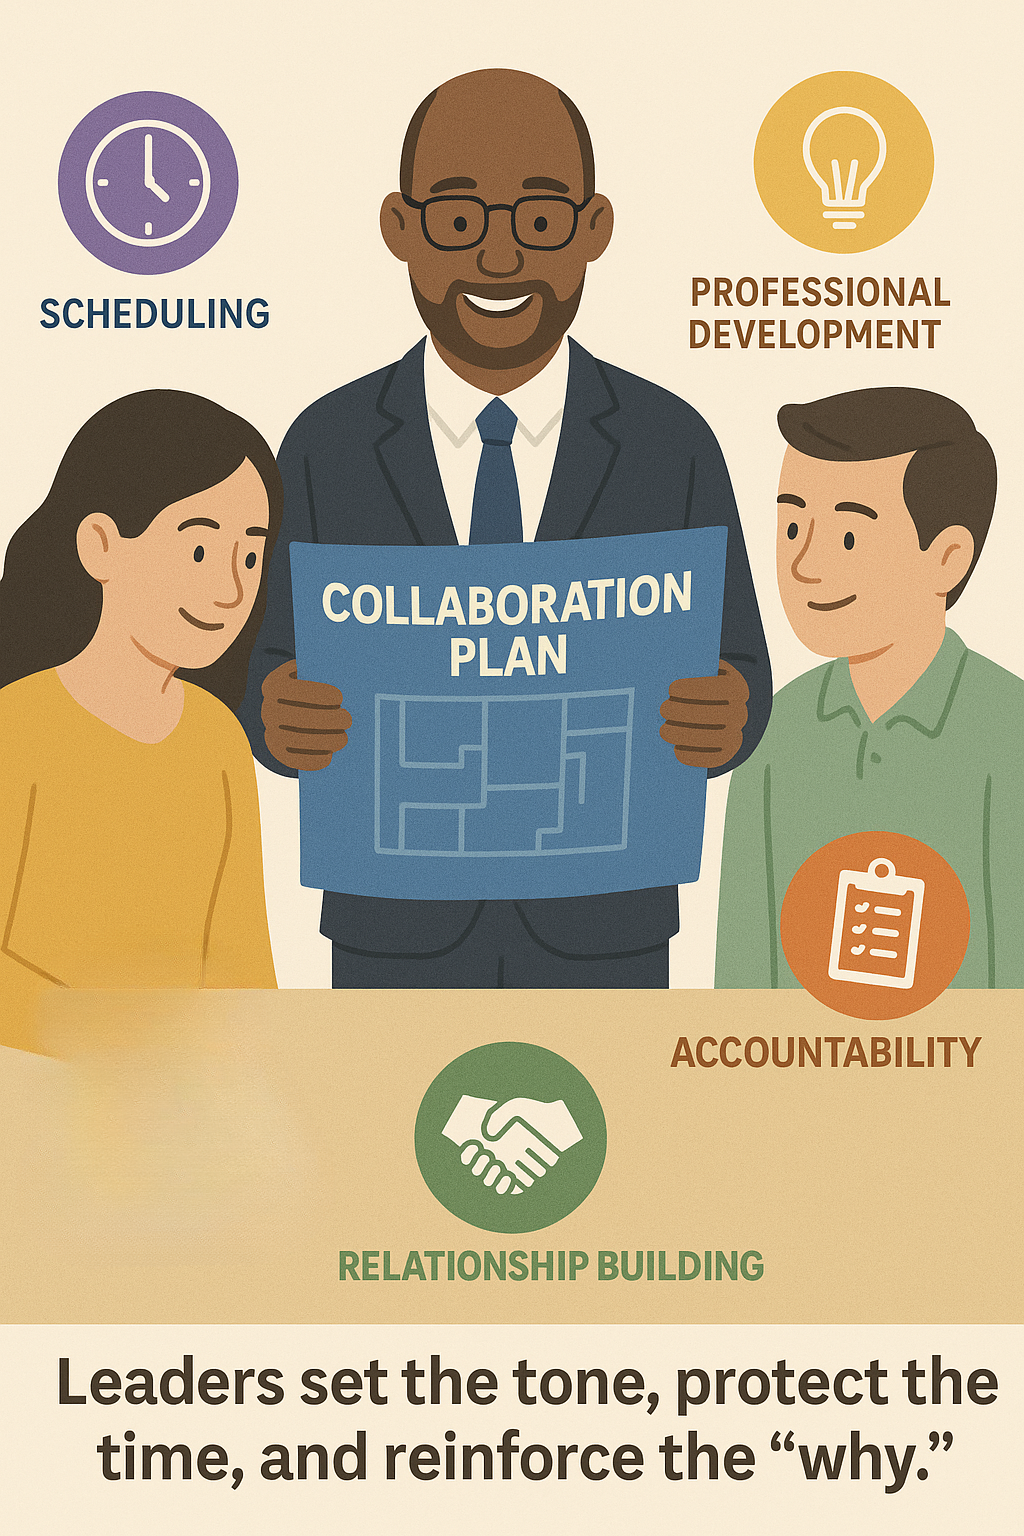 SCHEDULING
PROFESSIONAL
DEVELOPMENT
COLLABORATION
PLAN
ACCOUNTABILITY
RELATIONSHIP BUILDING
Leaders set the tone, protect the
time, and reinforce the “why.”